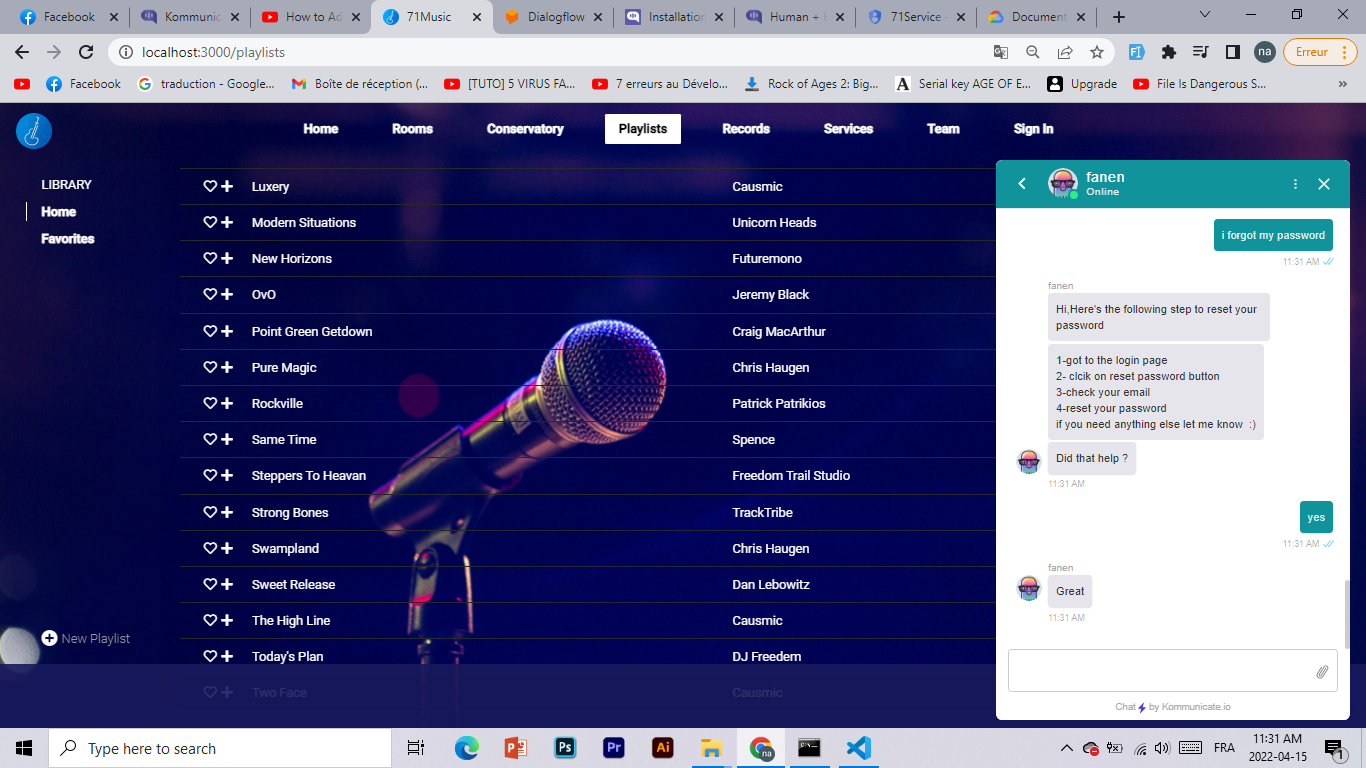 Facebook
Kommunic
How to Ad
71Music
Dialogflow
Installation
Human + B
71Service -
Document
localhost:3000/playlists
na
Erreur
Facebook
traduction - Google...
Boîte de réception (...
[TUTO] 5 VIRUS FA...
7 erreurs au Dévelo...
Rock of Ages 2: Big...
Serial key AGE OF E...
Upgrade
File Is Dangerous S...
»
Home
Rooms
Conservatory
Playlists
Records
Services
Team
Sign In
LIBRARY
Home
Favorites
New Playlist
Luxery Causmic
Modern Situations Unicorn Heads
New Horizons Futuremono
OvO Jeremy Black
Point Green Getdown Craig MacArthur
Pure Magic Chris Haugen
Rockville Patrick Patrikios
Same Time Spence
Steppers To Heavan Freedom Trail Studio
Strong Bones TrackTribe
Swampland Chris Haugen
Sweet Release Dan Lebowitz
The High Line Causmic
Today's Plan DJ Freedem
Two Face Causmic
fanen
Online
i forgot my password
11:31 AM
fanen
Hi,Here's the following step to reset your
password
1-got to the login page
2- clcik on reset password button
3-check your email
4-reset your password
if you need anything else let me know :)
Did that help ?
11:31 AM
yes
11:31 AM
fanen
Great
11:31 AM
Chat by Kommunicate.io
Type here to search
Ps
Pr
Ai
na
FRA
11:31 AM
2022-04-15
1